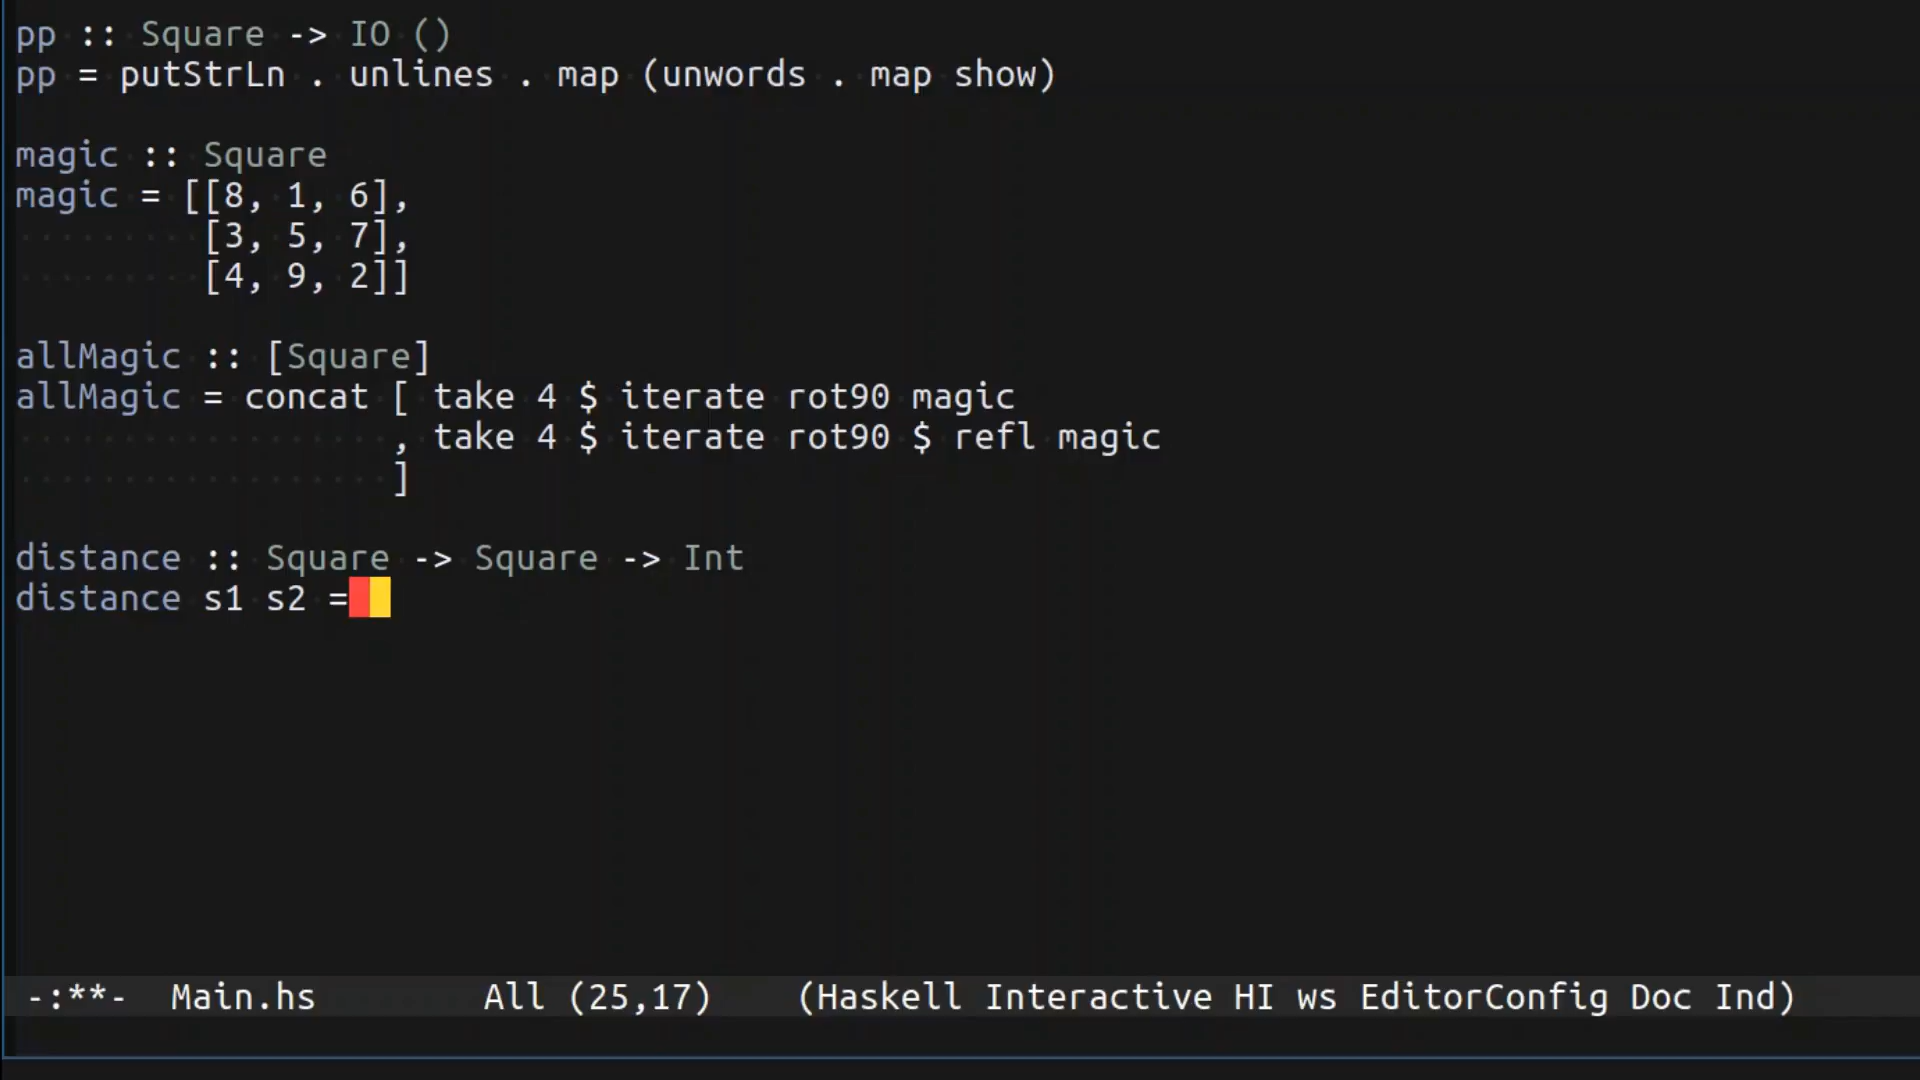 pp :: Square -> IO ()
pp = putStrLn . unlines . map (unwords . map show)
magic :: Square
magic = [[8, 1, 6],
[3, 5, 7],
[4, 9, 2]]
allMagic :: [Square]
allMagic = concat [ take 4 $ iterate rot90 magic
, take 4 $ iterate rot90 $ refl magic
]
distance :: Square -> Square -> Int
distance s1 s2 =
-:**- Main.hs All (25,17) (Haskell Interactive HI ws EditorConfig Doc Ind)